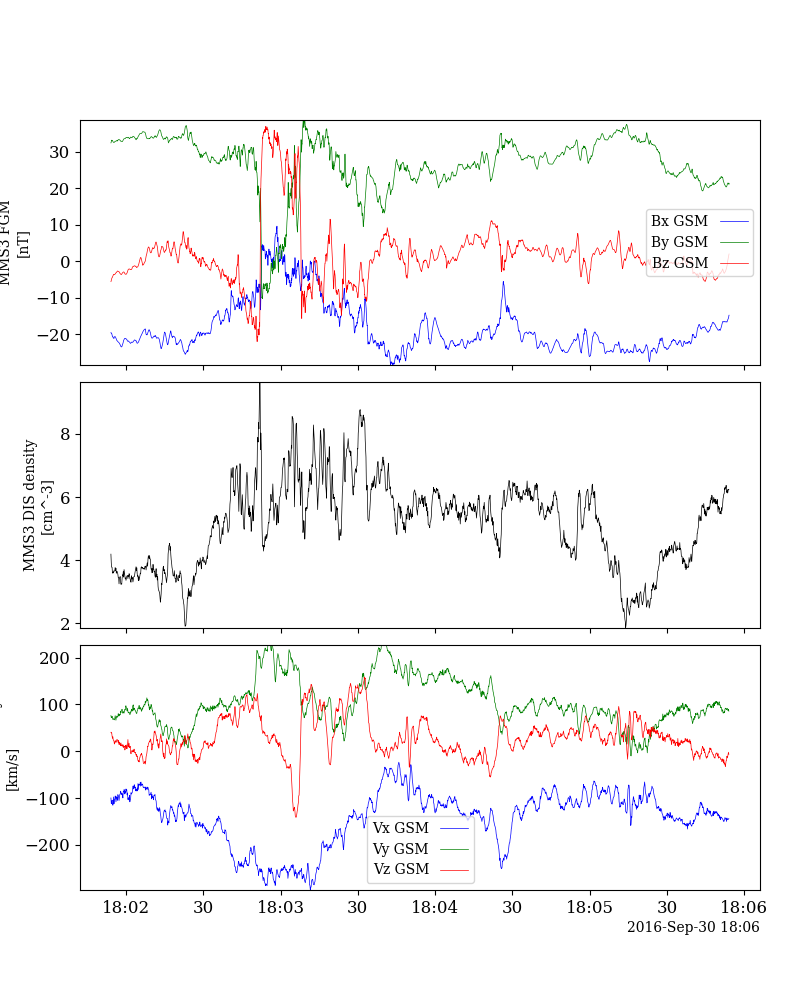 30
20
10
0
−10
−20
MMS3 FGM
[nT]
Bx GSM
By GSM
Bz GSM
8
6
4
2
MMS3 DIS density
[cm^-3]
200
100
0
−100
−200
[km/s]
Vx GSM
Vy GSM
Vz GSM
18:02 30 18:03 30 18:04 30 18:05 30 18:06
2016-Sep-30 18:06